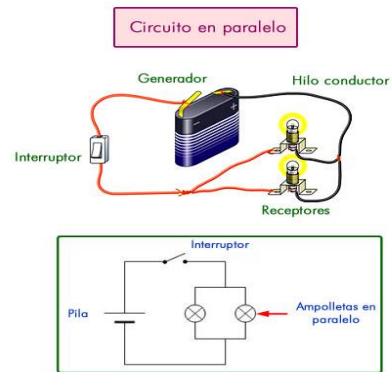 Circuito en paralelo
Generador
Hilo conductor
Interruptor
Receptores
Interruptor
Pila
Ampolletas en
paralelo